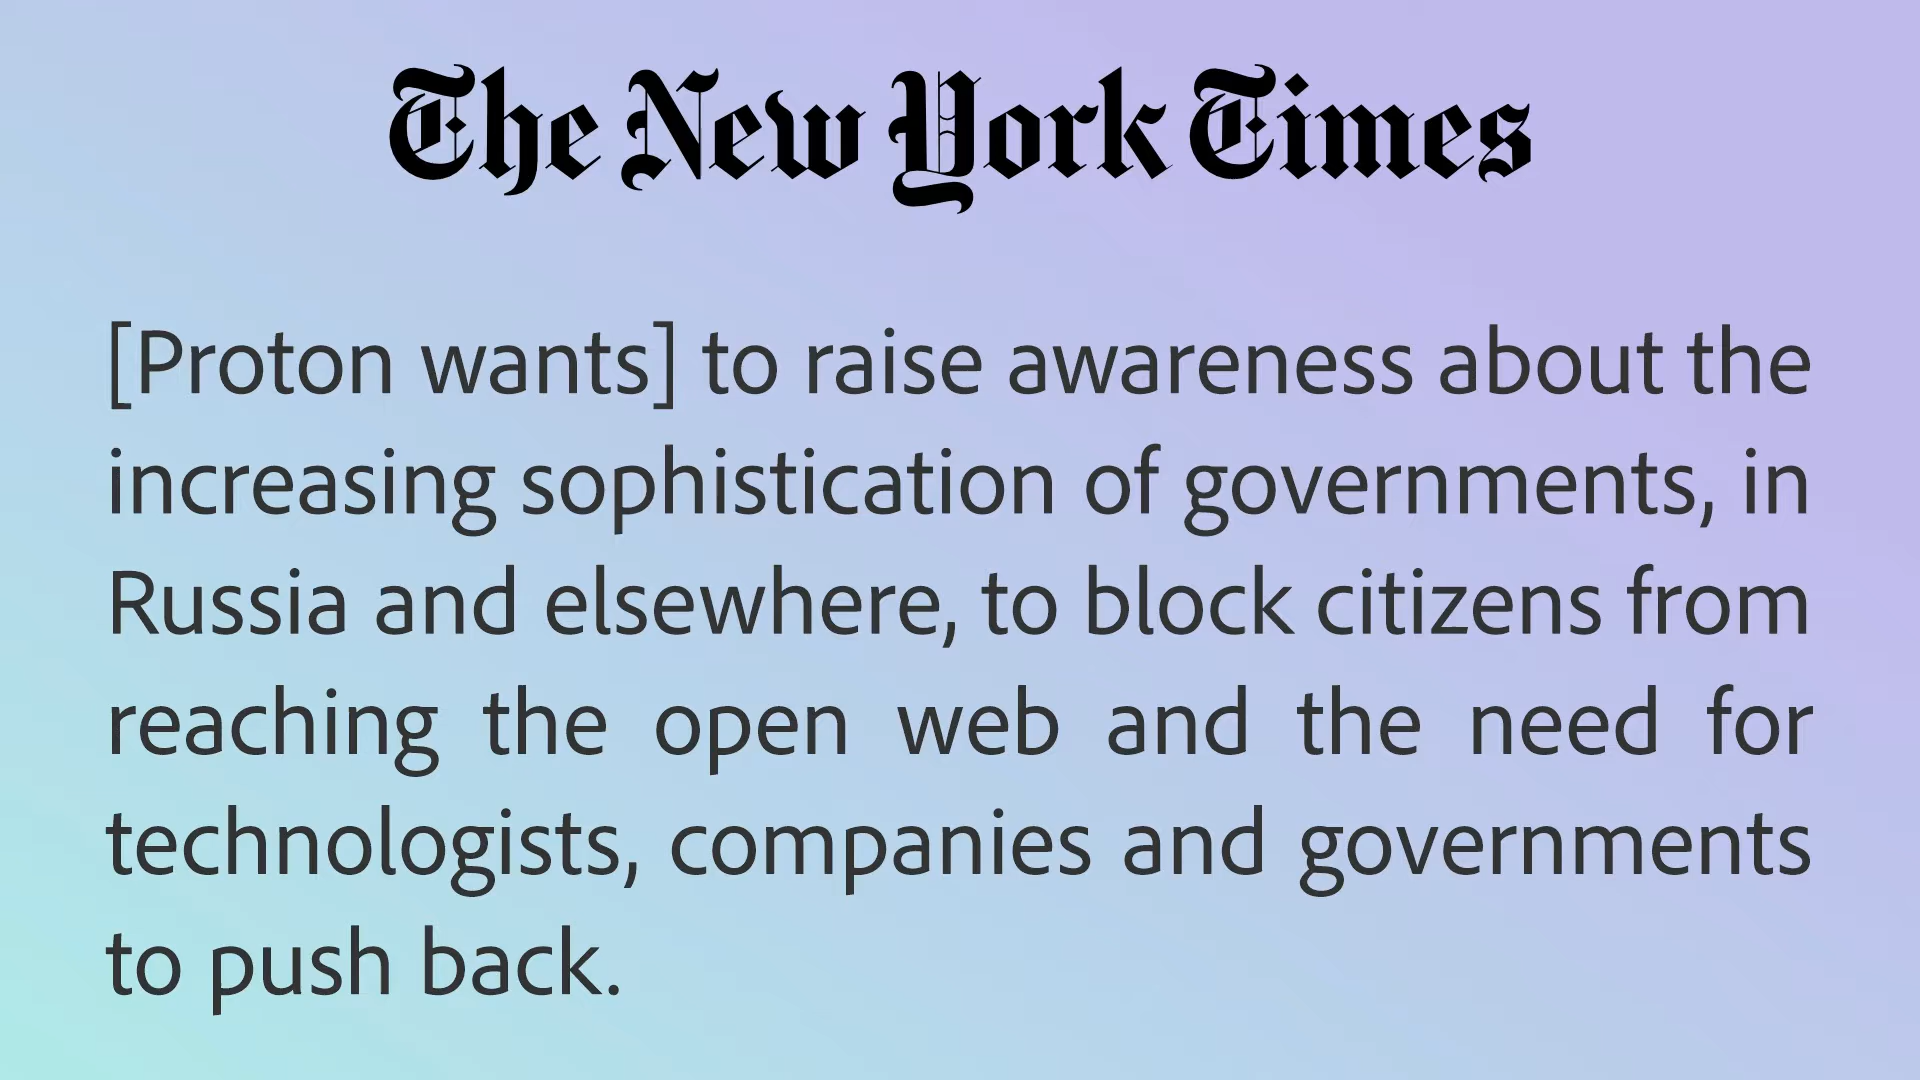 The New York Times
[Proton wants] to raise awareness about the
increasing sophistication of governments, in
Russia and elsewhere, to block citizens from
reaching the open web and the need for
technologists, companies and governments
to push back.